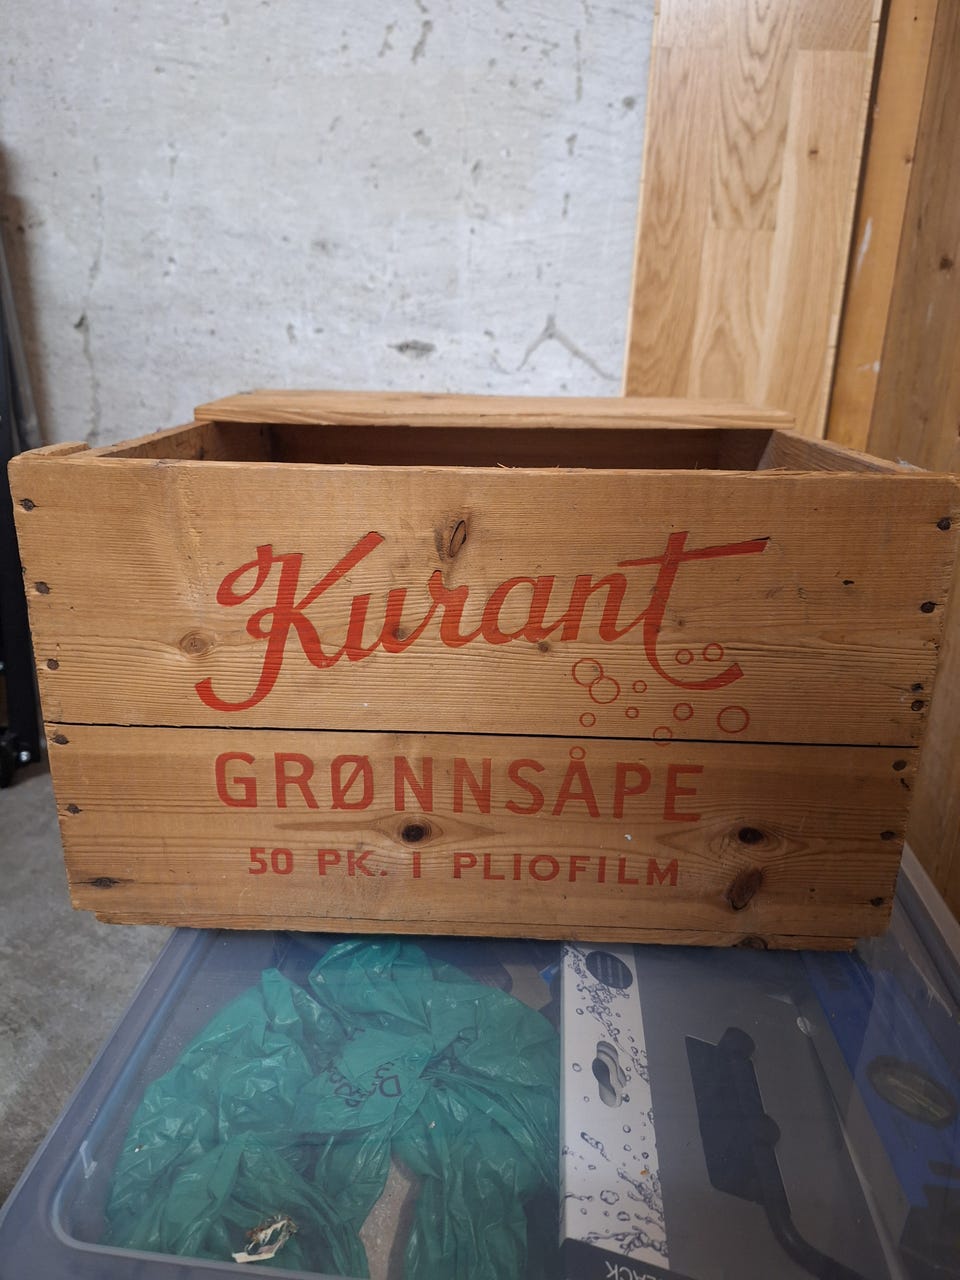 Kurant
GRØNNSÅPE
50 PK. I PLIOFILM